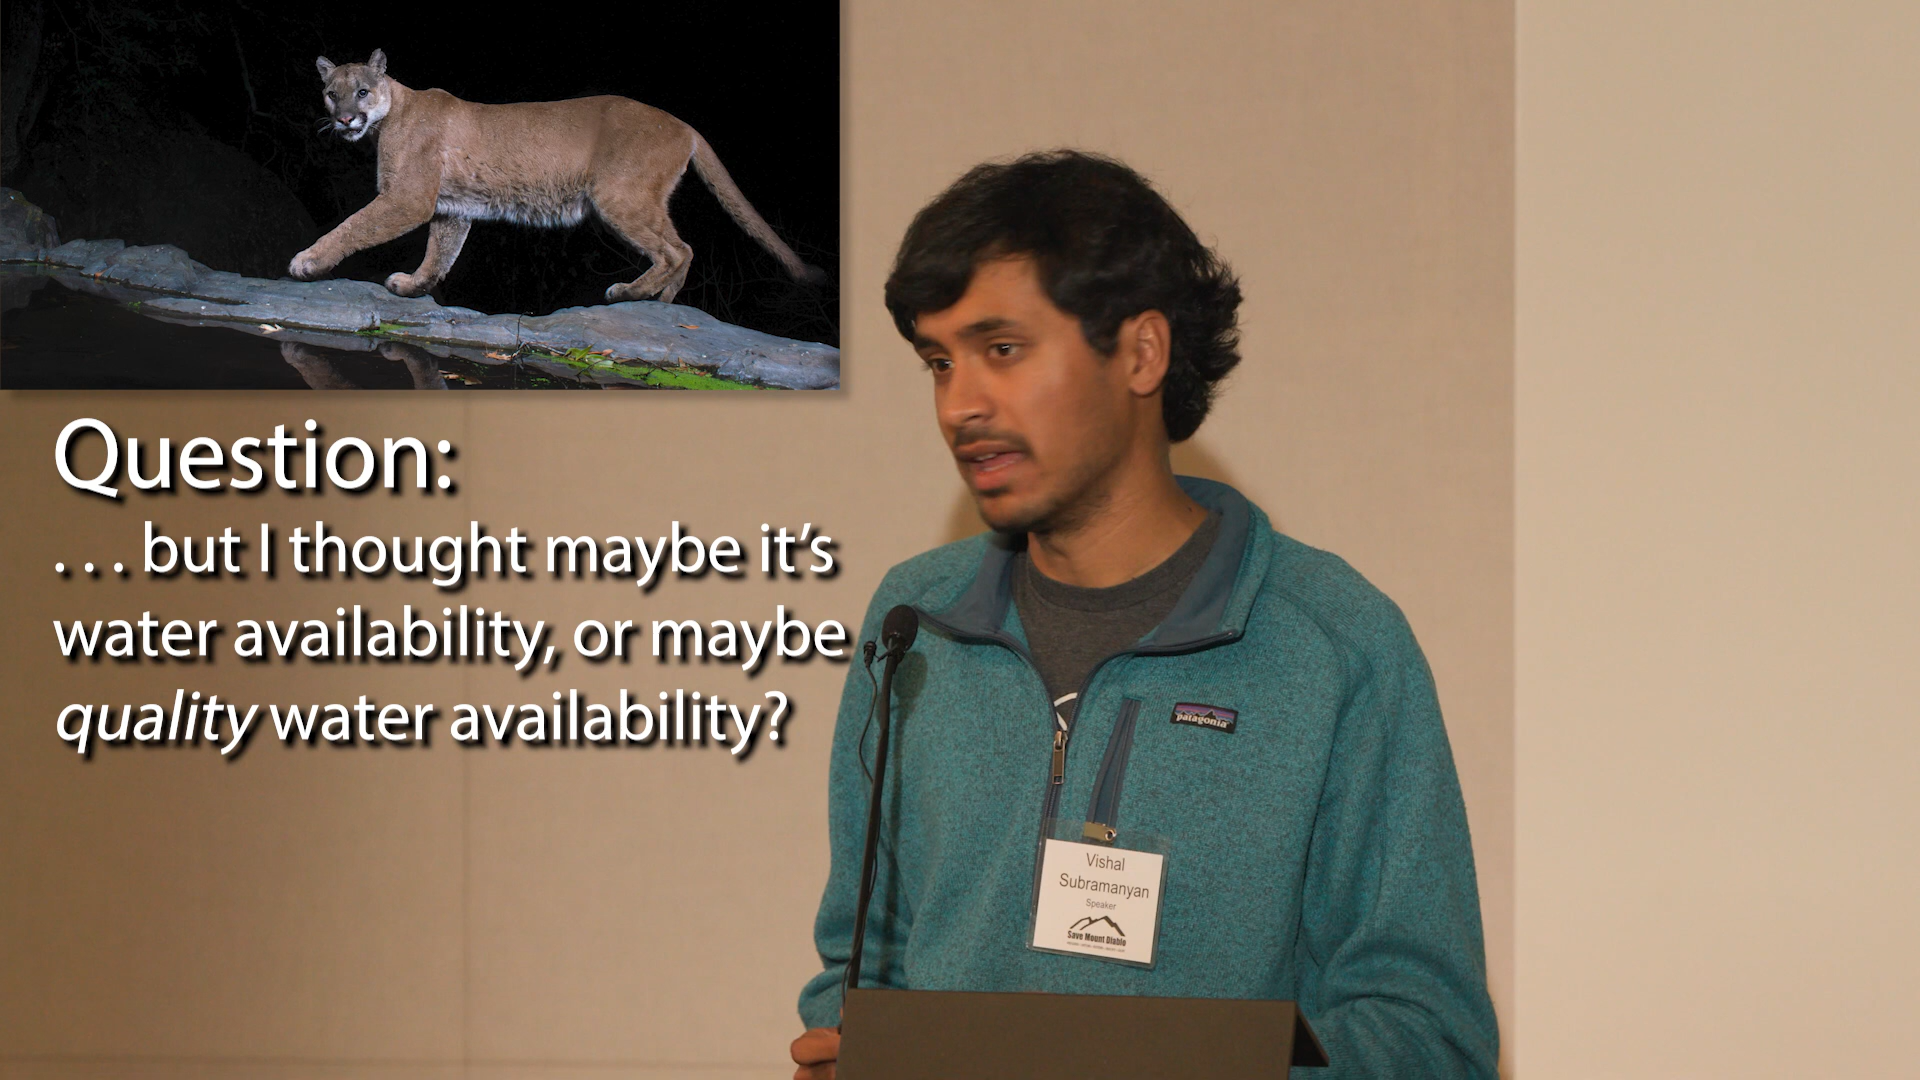 Question:
. . . but I thought maybe it's
water availability, or maybe
quality water availability?
patagonia
Vishal
Subramanyan
Speaker
Save Mount Diablo